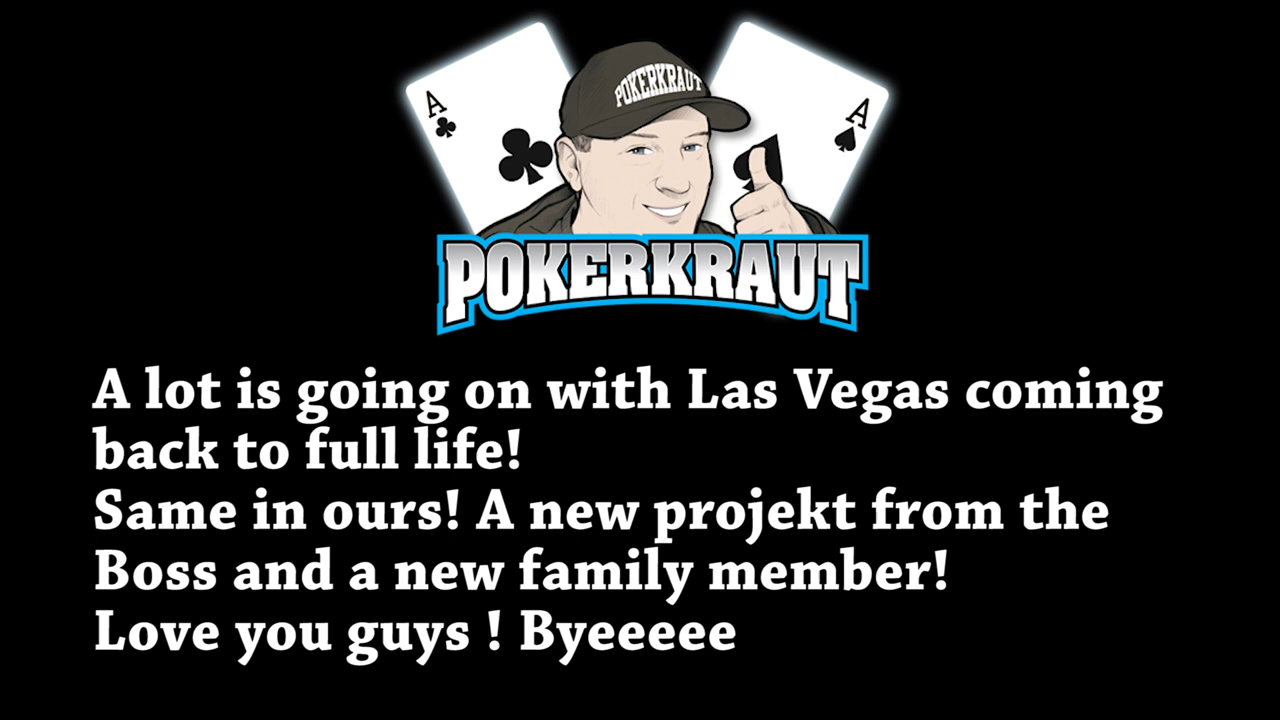 A
A
POKERKRAUT
POKERKRAUT
A lot is going on with Las Vegas coming
back to full life!
Same in ours! A new projekt from the
Boss and a new family member!
Love you guys ! Byeeeee